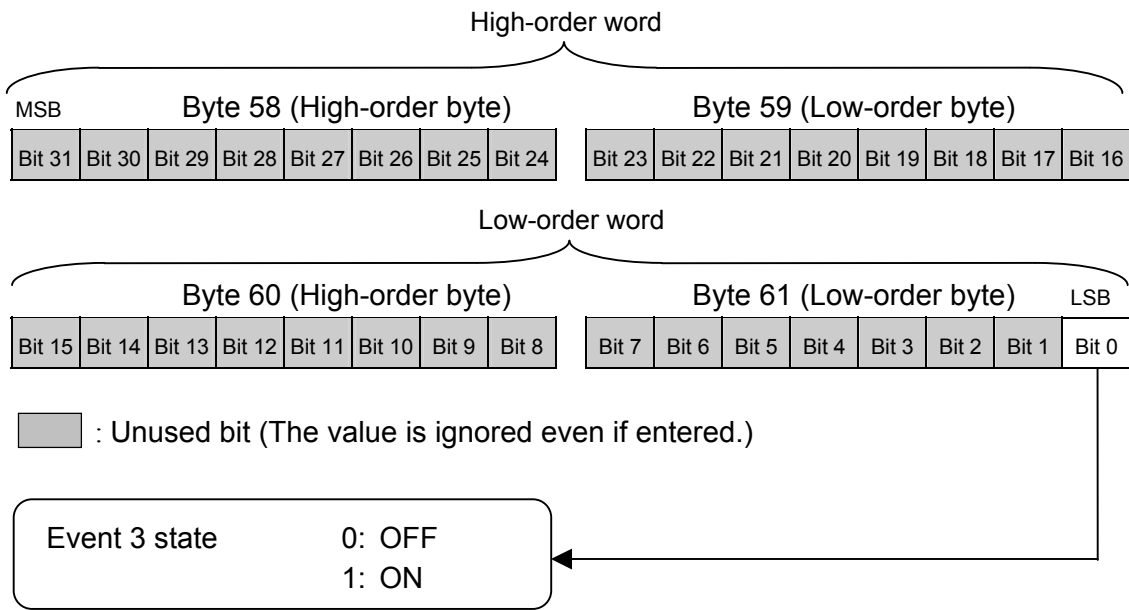 High-order word
MSB Byte 58 (High-order byte) Byte 59 (Low-order byte)
Bit 31 Bit 30 Bit 29 Bit 28 Bit 27 Bit 26 Bit 25 Bit 24 Bit 23 Bit 22 Bit 21 Bit 20 Bit 19 Bit 18 Bit 17 Bit 16
Low-order word
Byte 60 (High-order byte) Byte 61 (Low-order byte) LSB
Bit 15 Bit 14 Bit 13 Bit 12 Bit 11 Bit 10 Bit 9 Bit 8 Bit 7 Bit 6 Bit 5 Bit 4 Bit 3 Bit 2 Bit 1 Bit 0
: Unused bit (The value is ignored even if entered.)
Event 3 state 0: OFF
1: ON